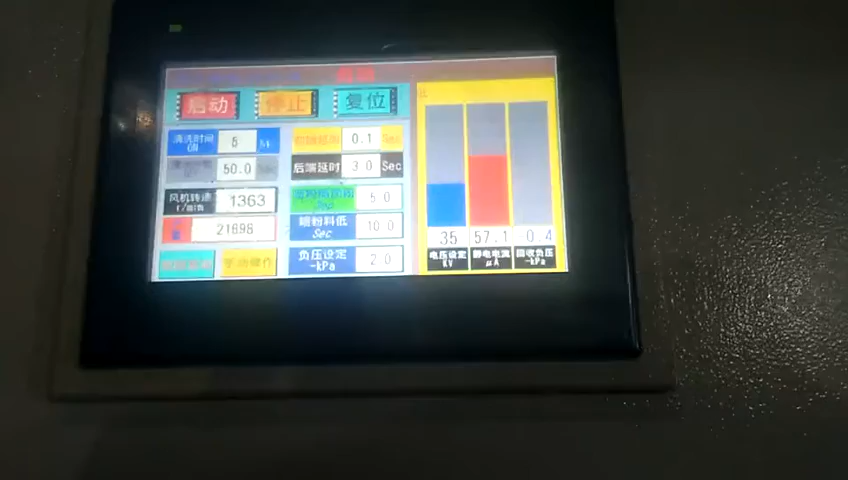 启动 停止 复位
清洗时间 5
50.0
风机转速 r/min 1363
21698
0.1 Sec
后端延时 3.0 Sec
5.0
喷粉料低 Sec 10.0
负压设定 -kPa 2.0
手动操作
35 57.1 0.4
电压设定 KV 静电电流 μA 回收负压 -kPa